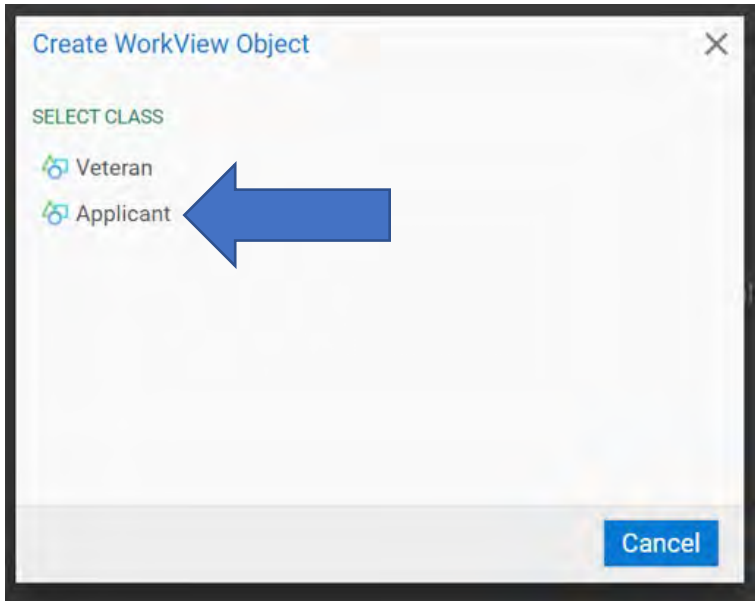 Create WorkView Object
SELECT CLASS
Veteran
Applicant
Cancel